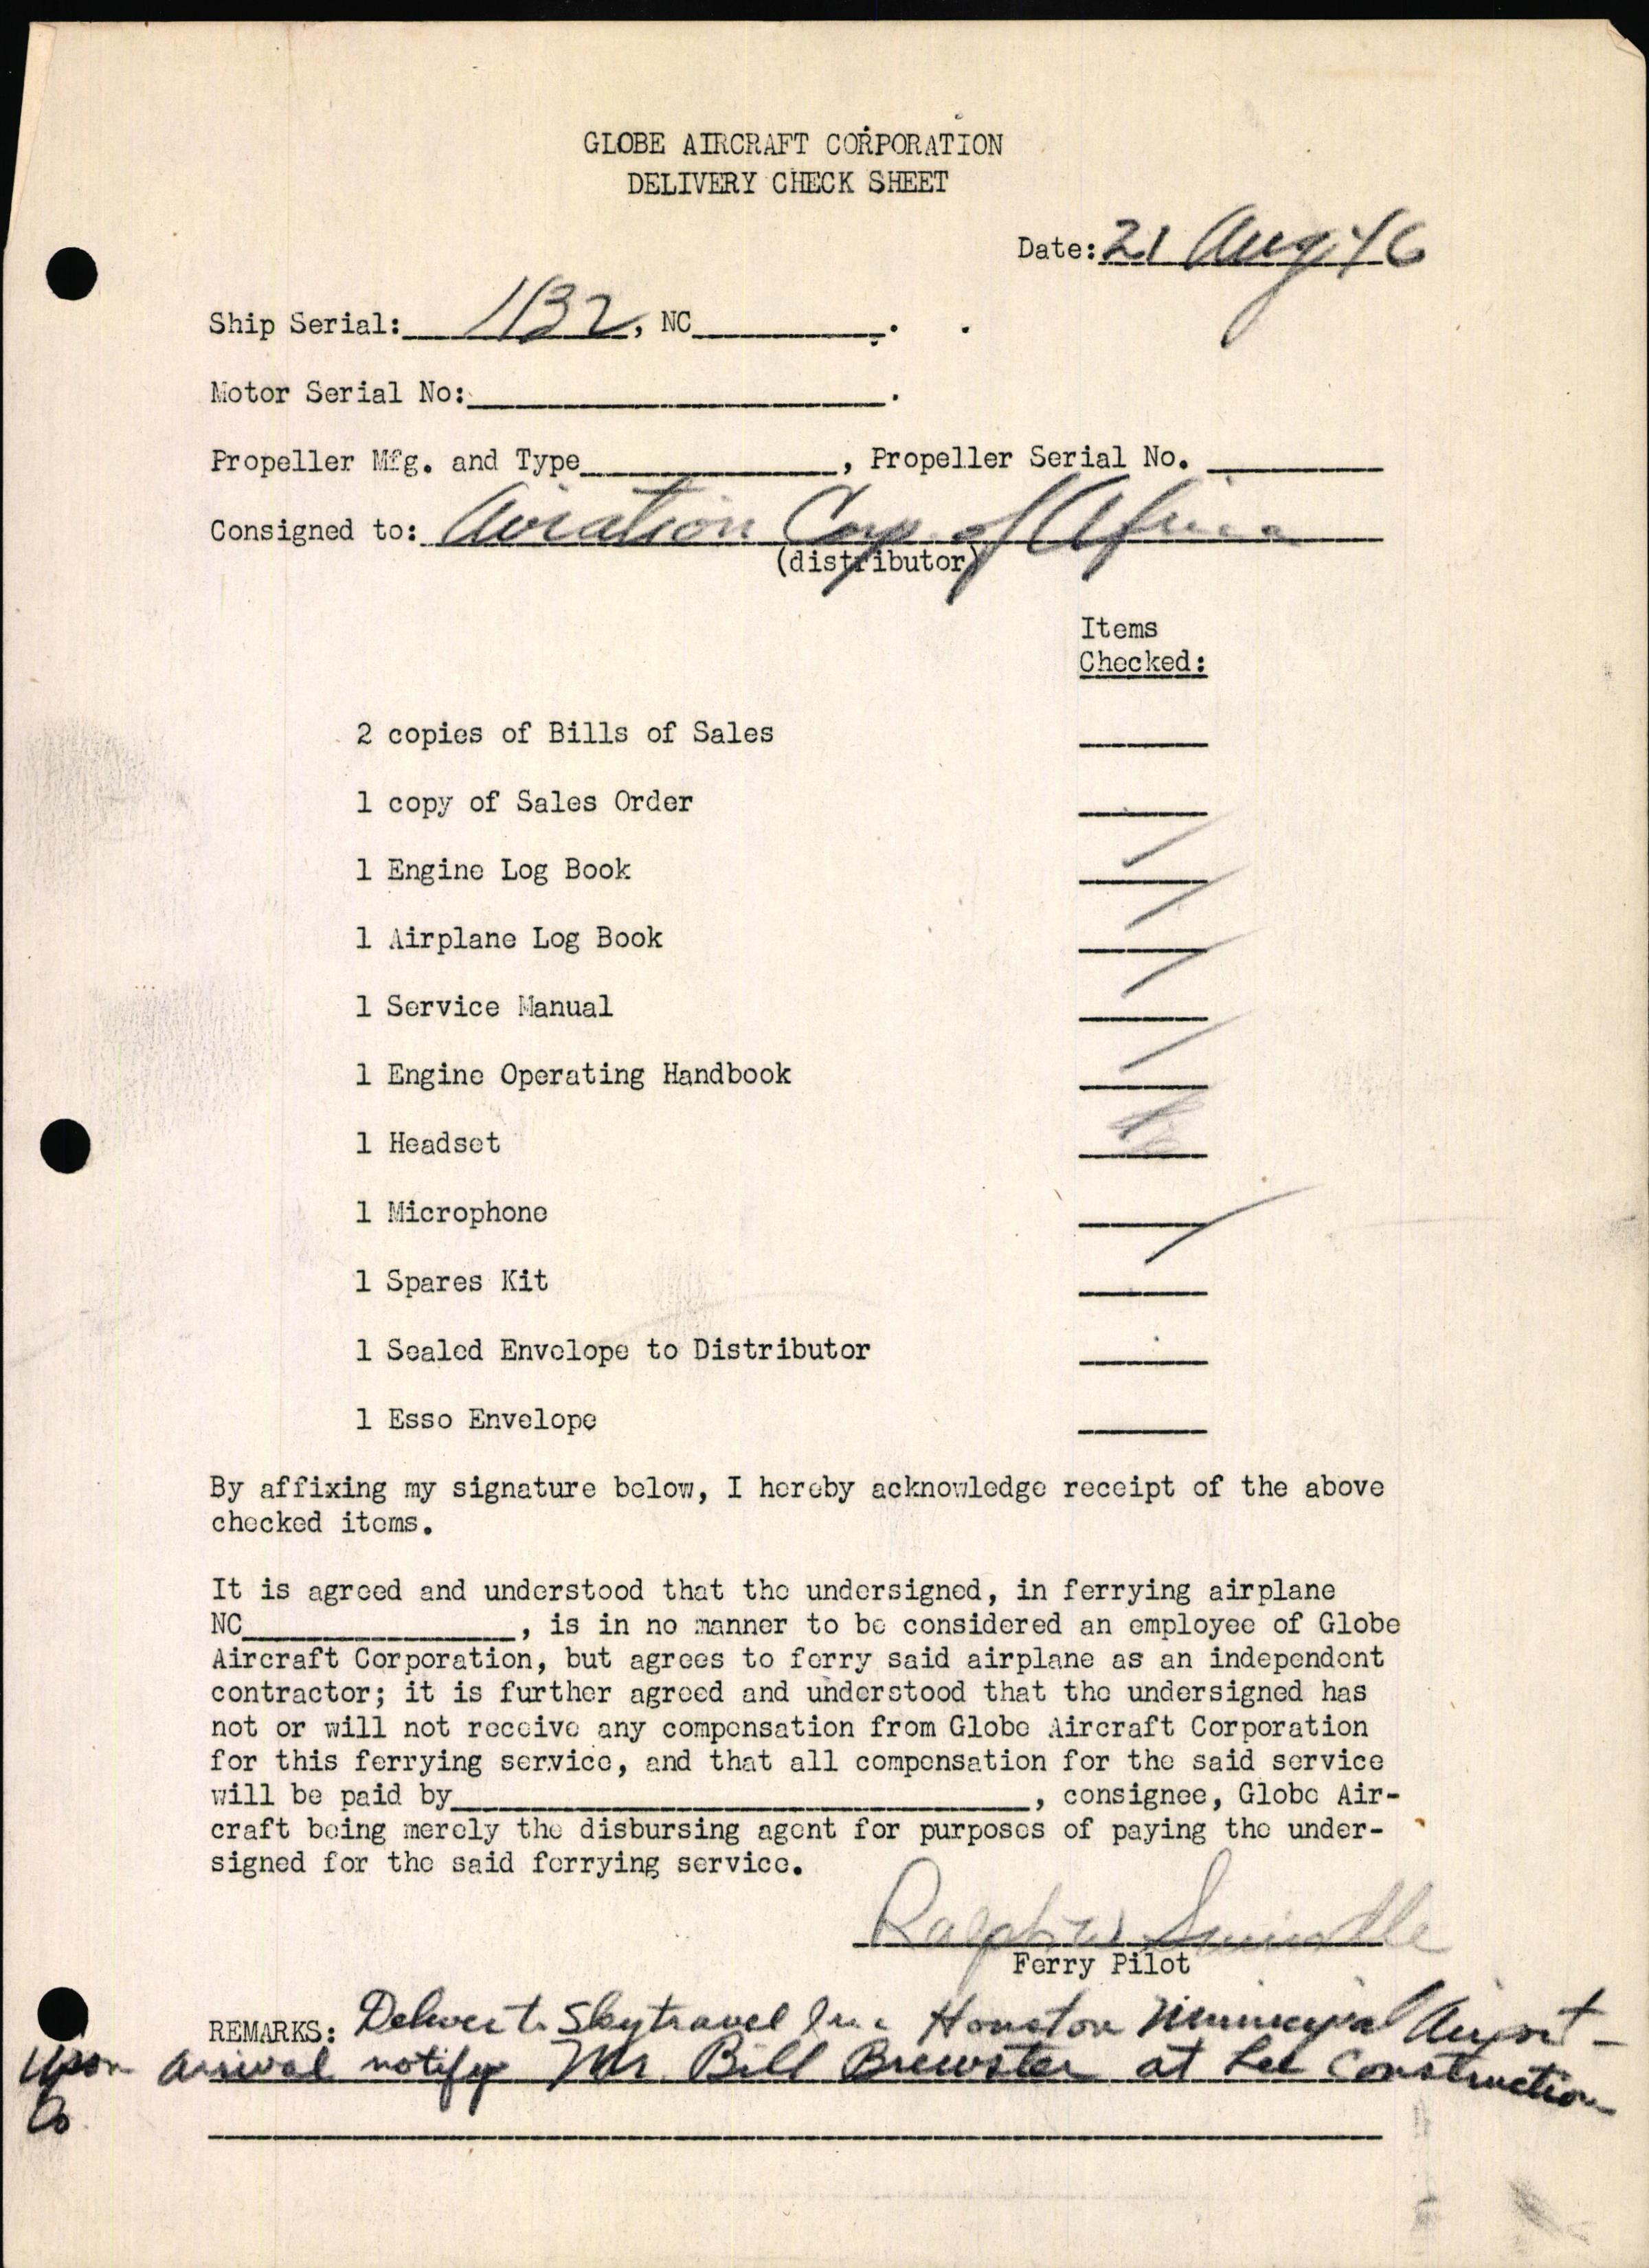 GLOBE AIRCRAFT CORPORATION
DELIVERY CHECK SHEET
Date: 21 Aug. 46
Ship Serial: 1132, NC__________.
Motor Serial No:__________.
Propeller Mfg. and Type__________, Propeller Serial No. __________
Consigned to: Aviation Corp. of Africa
(distributor)
Items
Checked:
2 copies of Bills of Sales
1 copy of Sales Order
1 Engine Log Book
1 Airplane Log Book
1 Service Manual
1 Engine Operating Handbook
1 Headset
1 Microphone
1 Spares Kit
1 Sealed Envelope to Distributor
1 Esso Envelope
By affixing my signature below, I hereby acknowledge receipt of the above
checked items.
It is agreed and understood that the undersigned, in ferrying airplane
NC__________, is in no manner to be considered an employee of Globe
Aircraft Corporation, but agrees to ferry said airplane as an independent
contractor; it is further agreed and understood that the undersigned has
not or will not receive any compensation from Globe Aircraft Corporation
for this ferrying service, and that all compensation for the said service
will be paid by__________, consignee, Globe Air-
craft being merely the disbursing agent for purposes of paying the under-
signed for the said ferrying service.
Ralph W Swindle
Ferry Pilot
REMARKS: Deliver to Skytravel Inc. Houston Municipal Airport -
Upon arrival notify Mr. Bill Brewster at Lee Construction
Co